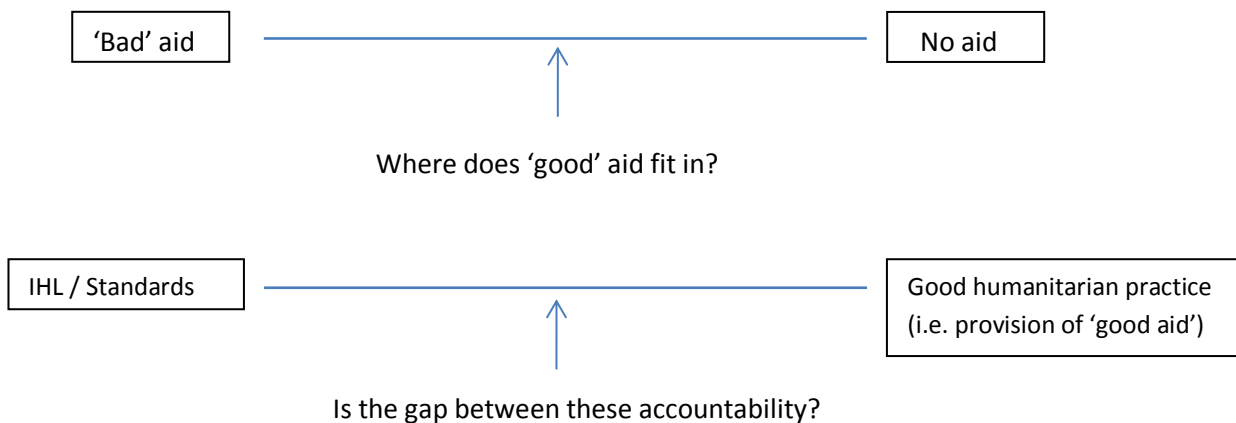 ‘Bad’ aid
No aid
Where does ‘good’ aid fit in?
IHL / Standards
Good humanitarian practice
(i.e. provision of ‘good aid’)
Is the gap between these accountability?